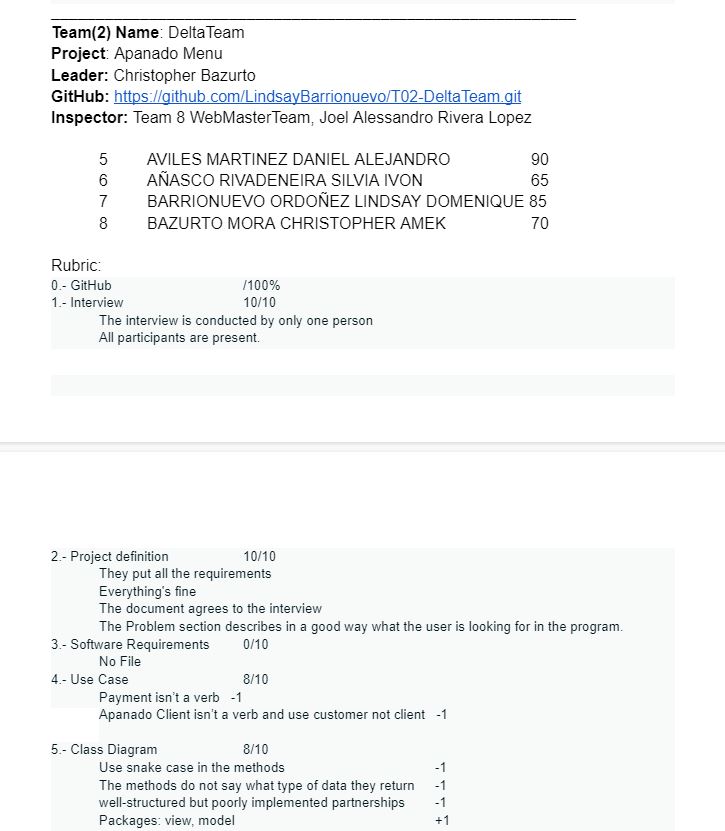 Team(2) Name: DeltaTeam
Project: Apanado Menu
Leader: Christopher Bazurto
GitHub: https://github.com/LindsayBarrionuevo/T02-DeltaTeam.git
Inspector: Team 8 WebMasterTeam, Joel Alessandro Rivera Lopez
5 AVILES MARTINEZ DANIEL ALEJANDRO 90
6 AÑASCO RIVADENEIRA SILVIA IVON 65
7 BARRIONUEVO ORDOÑEZ LINDSAY DOMENIQUE 85
8 BAZURTO MORA CHRISTOPHER AMEK 70
Rubric:
0.- GitHub /100%
1.- Interview 10/10
The interview is conducted by only one person
All participants are present.
2.- Project definition 10/10
They put all the requirements
Everything's fine
The document agrees to the interview
The Problem section describes in a good way what the user is looking for in the program.
3.- Software Requirements 0/10
No File
4.- Use Case 8/10
Payment isn't a verb -1
Apanado Client isn't a verb and use customer not client -1
5.- Class Diagram 8/10
Use snake case in the methods -1
The methods do not say what type of data they return -1
well-structured but poorly implemented partnerships -1
Packages: view, model +1